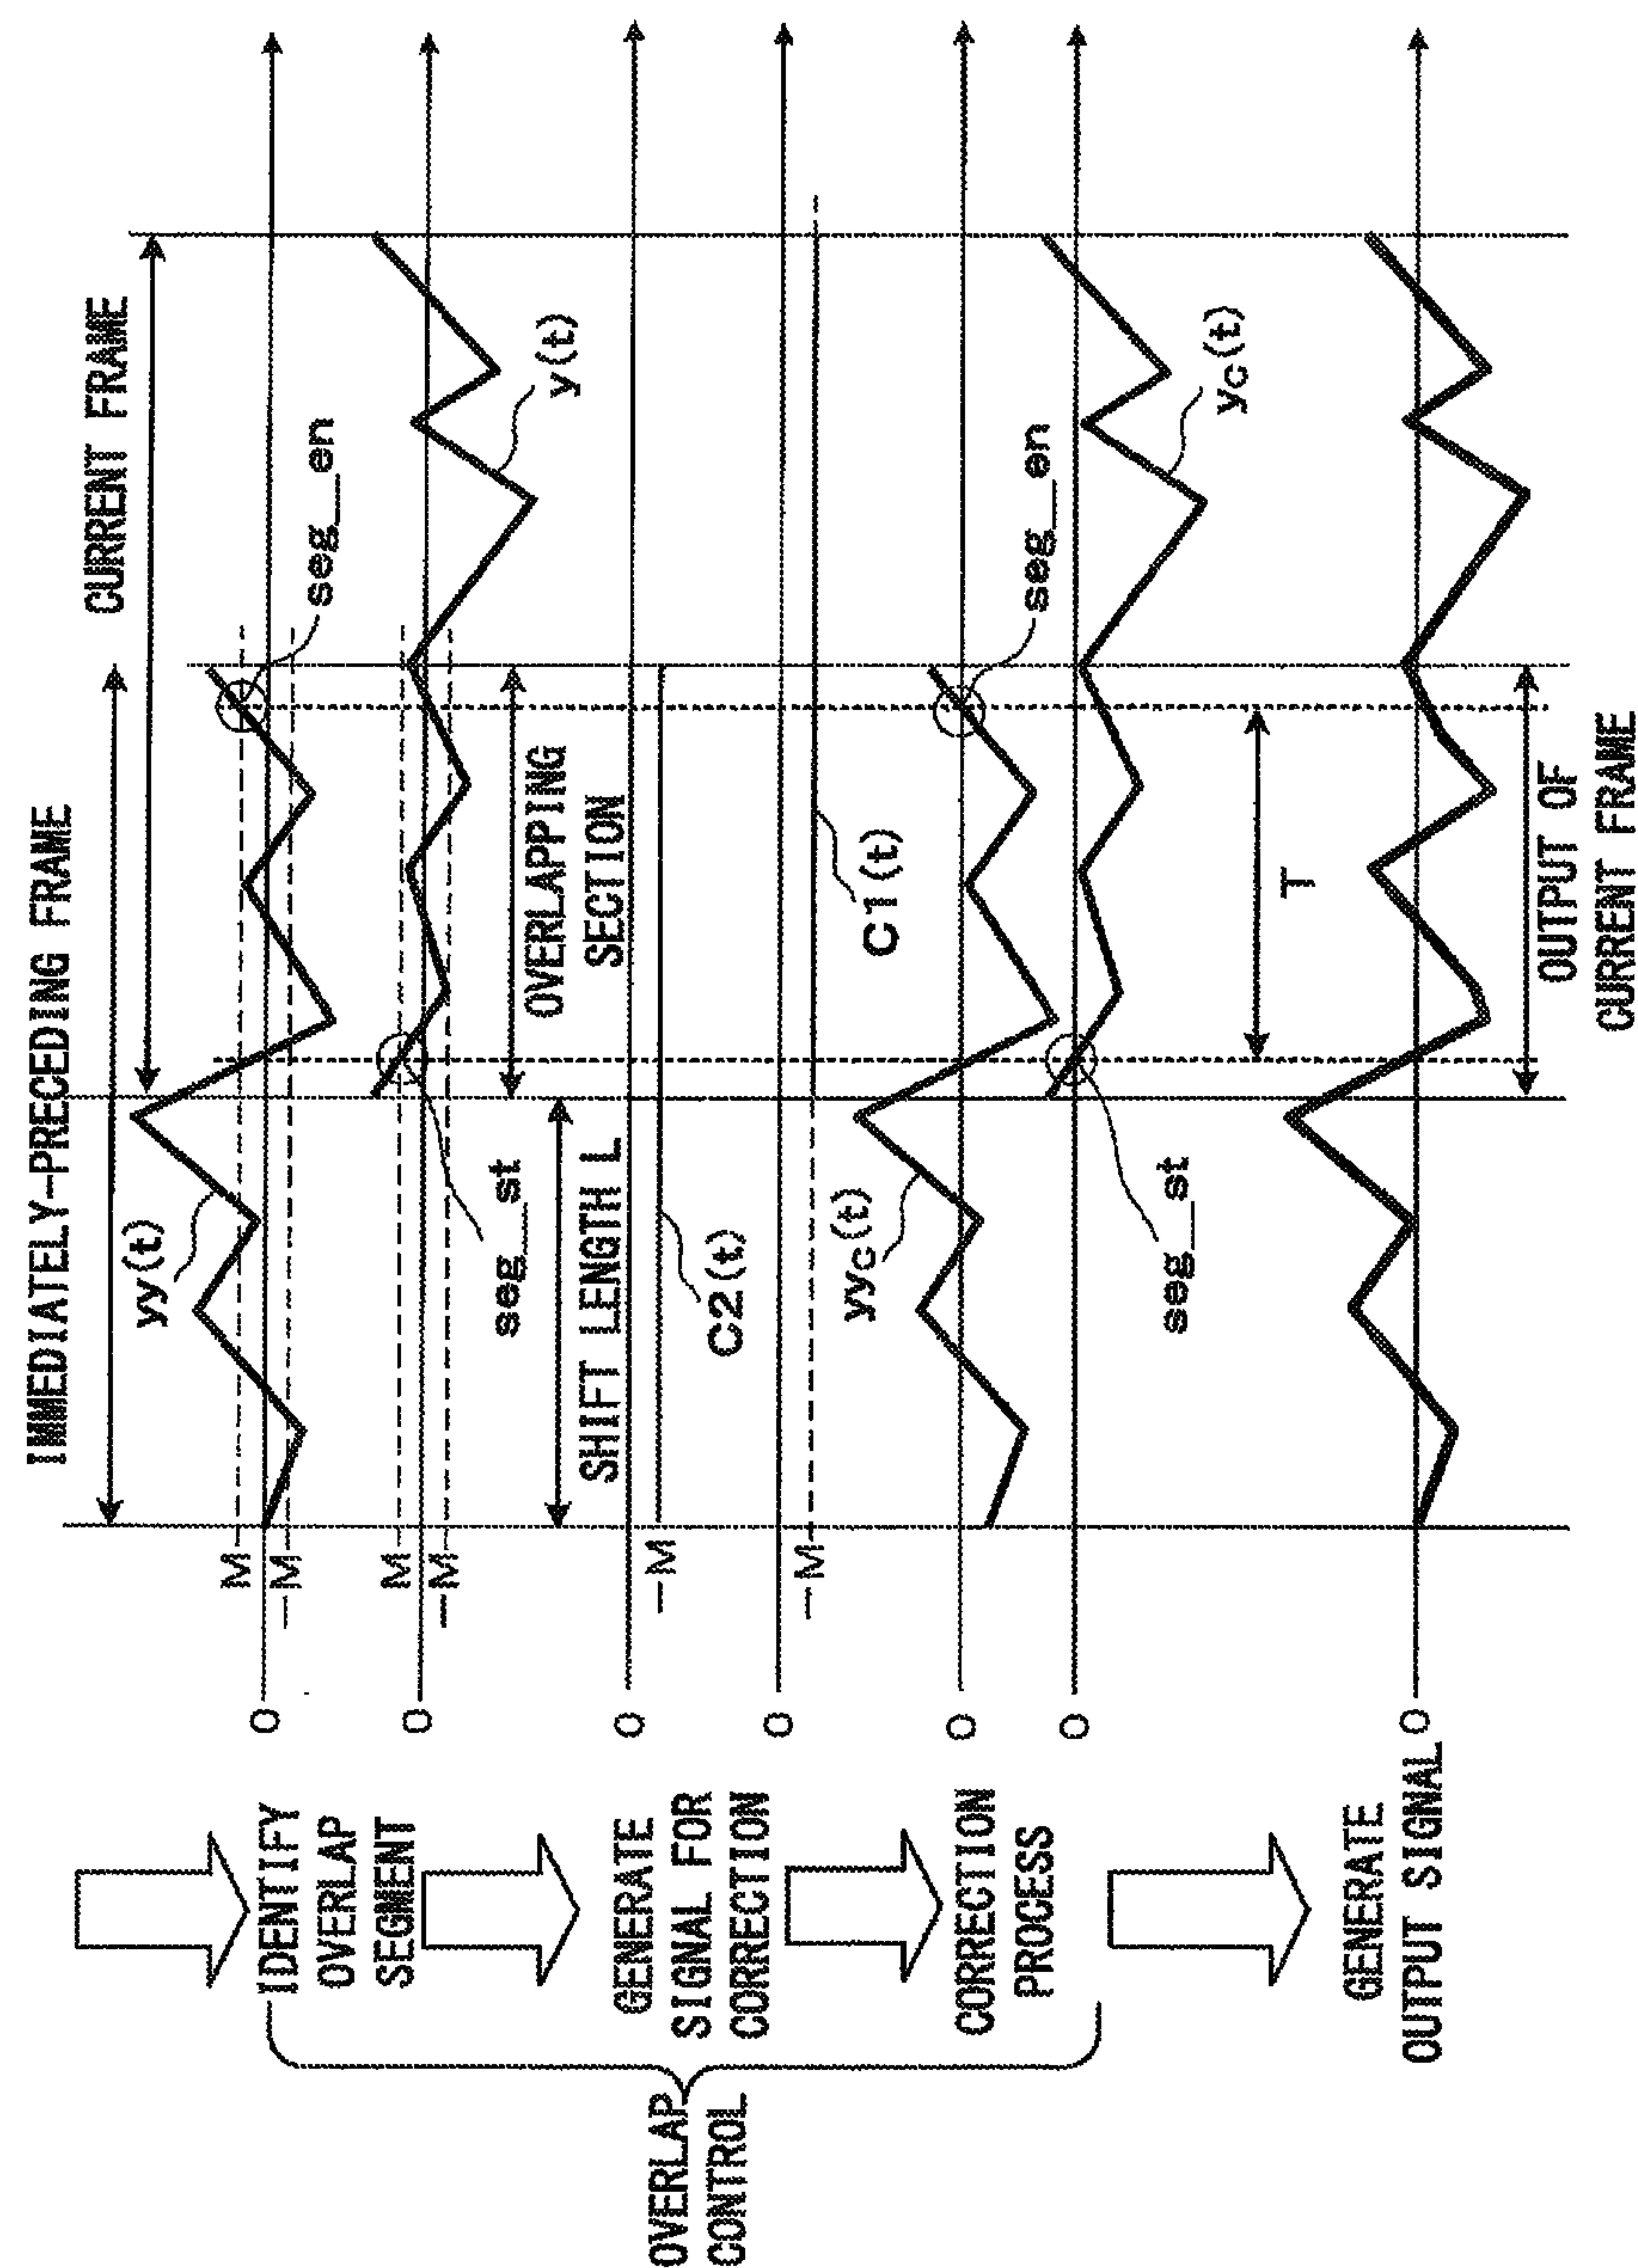 IMMEDIATELY-PRECEDING FRAME
CURRENT FRAME
yy(t)
seg_en
M
0
-M
M
0
-M
y(t)
seg_st
OVERLAPPING
SECTION
SHIFT LENGTH L
0
-M
C2(t)
0
-M
C1(t)
yyc(t)
seg_en
0
0
yc(t)
seg_st
T
0
OUTPUT OF
CURRENT FRAME
IDENTIFY
OVERLAP
SEGMENT
GENERATE
SIGNAL FOR
CORRECTION
CORRECTION
PROCESS
GENERATE
OUTPUT SIGNAL
OVERLAP
CONTROL